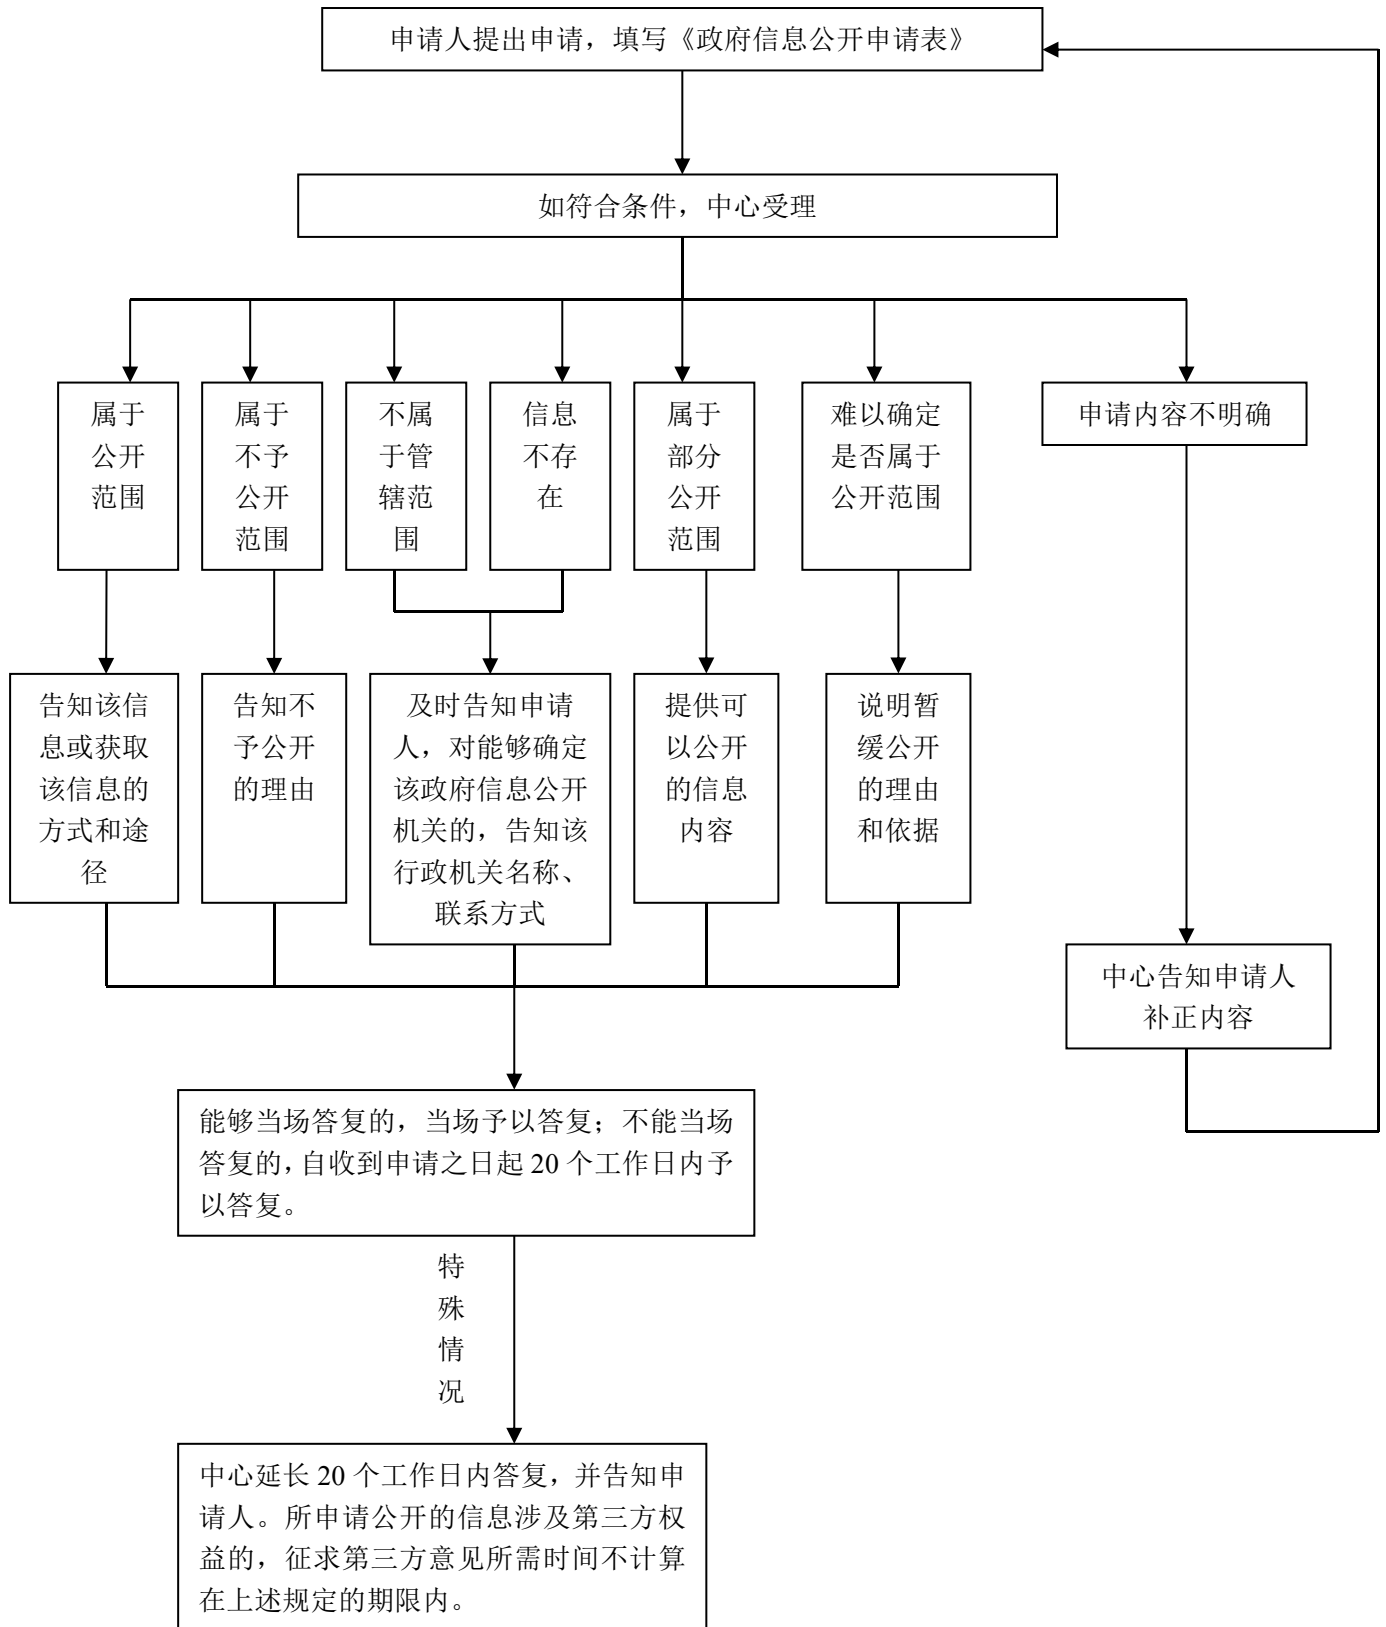 申请人提出申请，填写《政府信息公开申请表》
如符合条件，中心受理
属于
公开
范围
属于
不予
公开
范围
不属
于管
辖范
围
信息
不存
在
属于
部分
公开
范围
难以确定
是否属于
公开范围
申请内容不明确
告知该信
息或获取
该信息的
方式和途
径
告知不
予公开
的理由
及时告知申请
人，对能够确定
该政府信息公开
机关的，告知该
行政机关名称、
联系方式
提供可
以公开
的信息
内容
说明暂
缓公开
的理由
和依据
中心告知申请人
补正内容
能够当场答复的，当场予以答复；不能当场
答复的，自收到申请之日起 20 个工作日内予
以答复。
特
殊
情
况
中心延长 20 个工作日内答复，并告知申
请人。所申请公开的信息涉及第三方权
益的，征求第三方意见所需时间不计算
在上述规定的期限内。